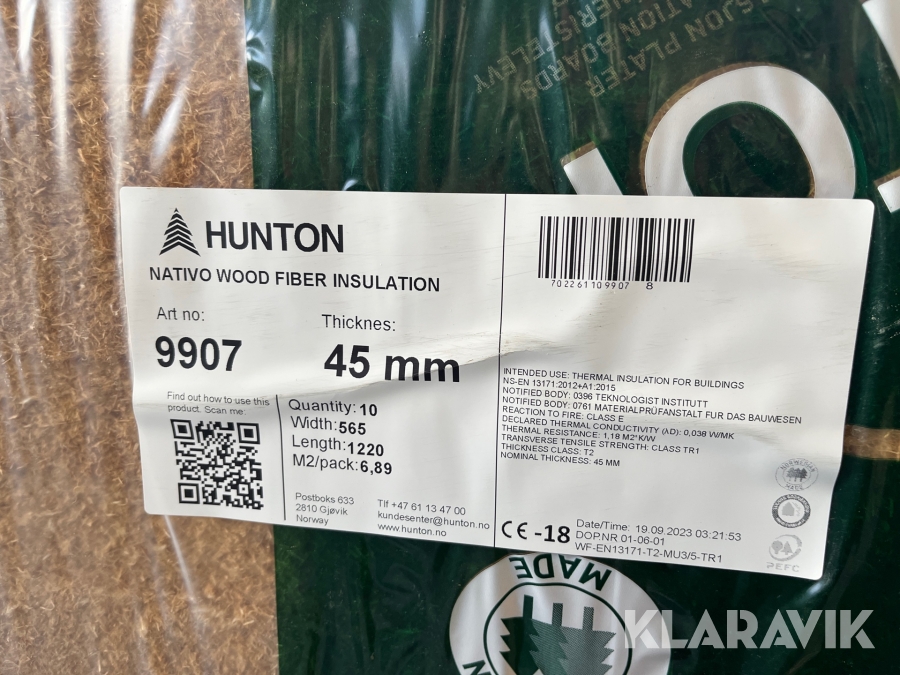 SJON PLATER
ATION BOARDS
NERISTELEVY
HUNTON
NATIVO WOOD FIBER INSULATION
Art no:
9907
Thicknes:
45 mm
Find out how to use this
product. Scan me:
Quantity: 10
Width: 565
Length: 1220
M2/pack: 6,89
Postboks 633
2810 Gjøvik
Norway
Tlf +47 61 13 47 00
kundesenter@hunton.no
www.hunton.no
7022611099078
INTENDED USE: THERMAL INSULATION FOR BUILDINGS
NS-EN 13171:2012+A1:2015
NOTIFIED BODY: 0396 TEKNOLOGIST INSTITUTT
NOTIFIED BODY: 0761 MATERIALPRÜFANSTALT FUR DAS BAUWESEN
REACTION TO FIRE: CLASS E
DECLARED THERMAL CONDUCTIVITY (λD): 0,038 W/MK
THERMAL RESISTANCE: 1,18 M2*K/W
TRANSVERSE TENSILE STRENGTH: CLASS TR1
THICKNESS CLASS: T2
NOMINAL THICKNESS: 45 MM
CE -18
Date/Time: 19.09.2023 03:21:53
DOP.NR 01-06-01
WF-EN13171-T2-MU3/5-TR1
PEFC
MADE
KLARAVIK